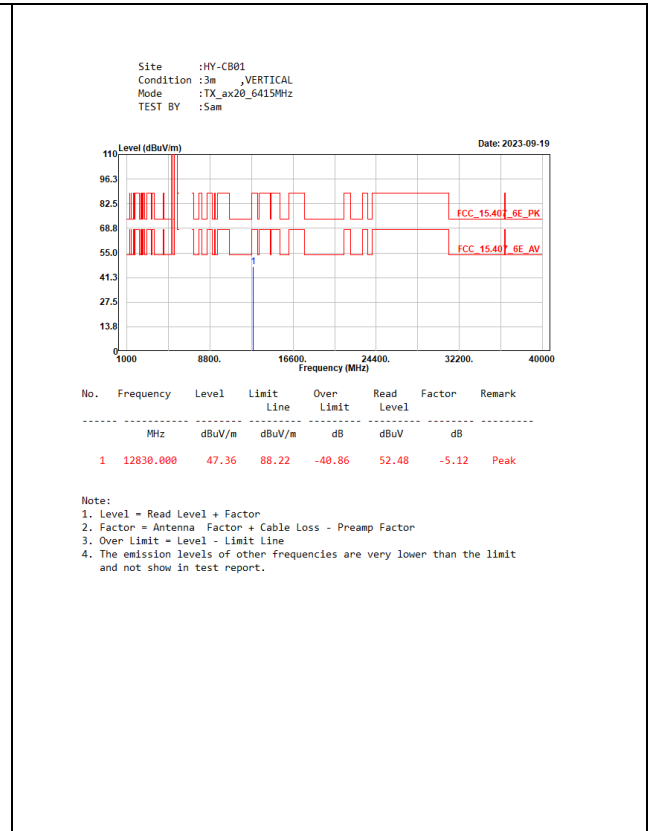 Site :HY-CB01
Condition :3m ,VERTICAL
Mode :TX_ax20_6415MHz
TEST BY :Sam
Level (dBuV/m) Date: 2023-09-19
110
96.3
82.5
FCC_15.407_6E_PK
68.8
FCC_15.407_6E_AV
55.0
1
41.3
27.5
13.8
0
1000 8800. 16600. 24400. 32200. 40000
Frequency (MHz)
No. Frequency Level Limit Over Read Factor Remark
Line Limit Level
------ ----------- -------- -------- --------- --------- -------- ---------
MHz dBuV/m dBuV/m dB dBuV dB
1 12830.000 47.36 88.22 -40.86 52.48 -5.12 Peak
Note:
1. Level = Read Level + Factor
2. Factor = Antenna Factor + Cable Loss - Preamp Factor
3. Over Limit = Level - Limit Line
4. The emission levels of other frequencies are very lower than the limit
and not show in test report.